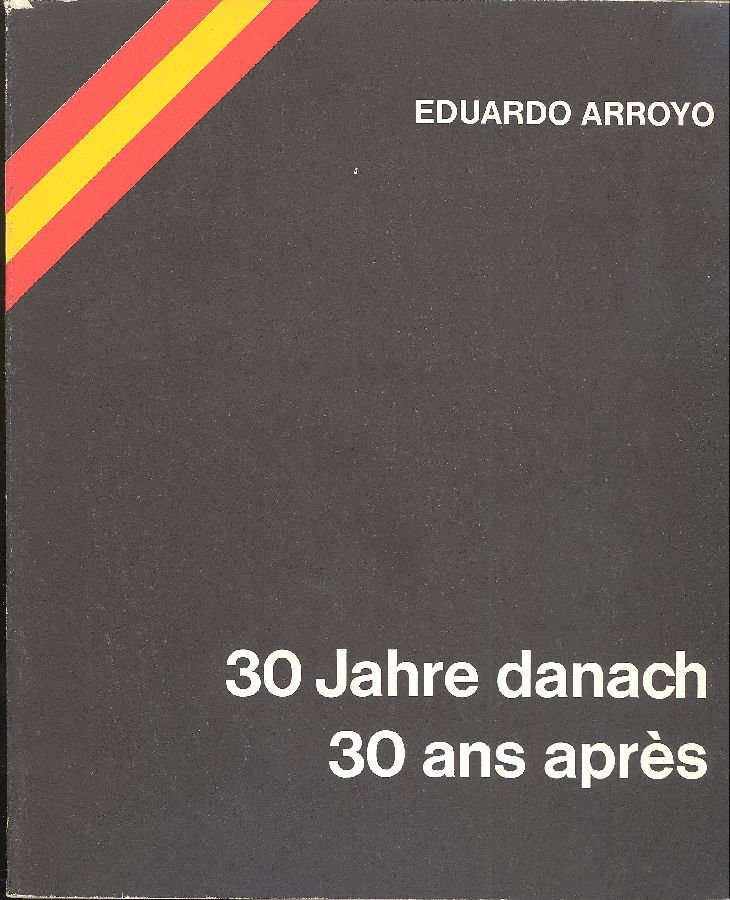 EDUARDO ARROYO
30 Jahre danach
30 ans après